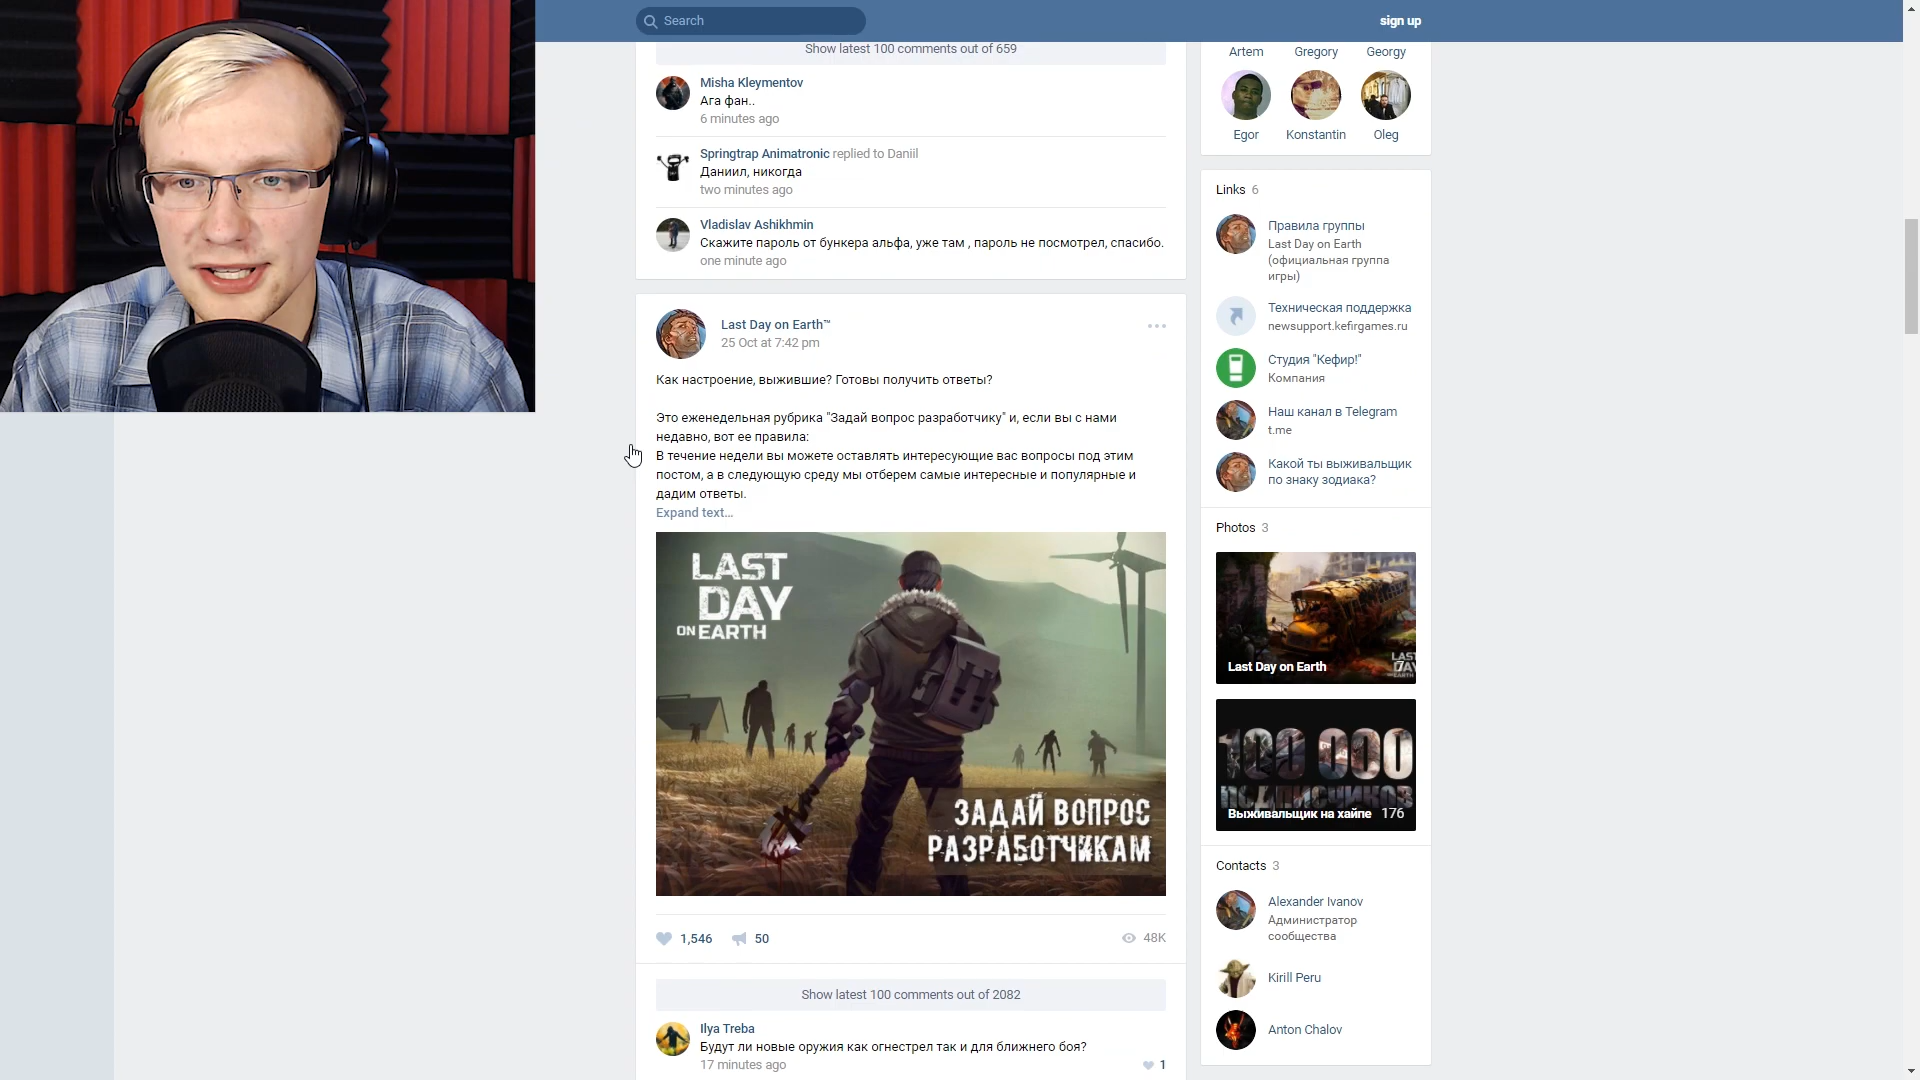 Search
sign up
Show latest 100 comments out of 659
Misha Kleymentov
Ага фан..
6 minutes ago
Springtrap Animatronic replied to Daniil
Даниил, никогда
two minutes ago
Vladislav Ashikhmin
Скажите пароль от бункера альфа, уже там , пароль не посмотрел, спасибо.
one minute ago
Last Day on Earth™
25 Oct at 7:42 pm
Как настроение, выжившие? Готовы получить ответы?
Это еженедельная рубрика "Задай вопрос разработчику" и, если вы с нами
недавно, вот ее правила:
В течение недели вы можете оставлять интересующие вас вопросы под этим
постом, а в следующую среду мы отберем самые интересные и популярные и
дадим ответы.
Expand text...
LAST
DAY
ON EARTH
ЗАДАЙ ВОПРОС
РАЗРАБОТЧИКАМ
1,546
50
48K
Show latest 100 comments out of 2082
Ilya Treba
Будут ли новые оружия как огнестрел так и для ближнего боя?
17 minutes ago
1
Artem Gregory Georgy
Egor Konstantin Oleg
Links 6
Правила группы
Last Day on Earth
(официальная группа
игры)
Техническая поддержка
newsupport.kefirgames.ru
Студия "Кефир!"
Компания
Наш канал в Telegram
t.me
Какой ты выживальщик
по знаку зодиака?
Photos 3
LAST
DAY
ON EARTH
Last Day on Earth 7
100 000
ПОДПИСЧИКОВ
Выживальщик на хайпе 176
Contacts 3
Alexander Ivanov
Администратор
сообщества
Kirill Peru
Anton Chalov